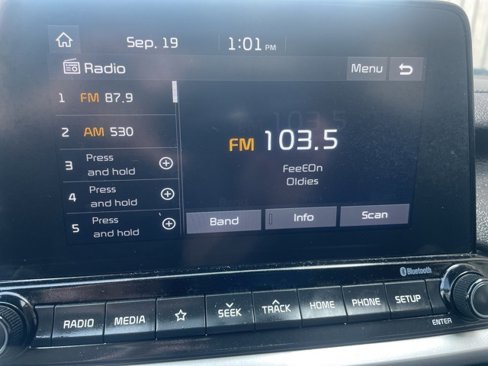 Sep. 19
1:01 PM
Radio
Menu
1 FM 87.9
2 AM 530
3 Press and hold
4 Press and hold
5 Press and hold
FM 103.5
FeeEOn
Oldies
Band
Info
Scan
Bluetooth
RADIO
MEDIA
SEEK
TRACK
HOME
PHONE
SETUP
ENTER